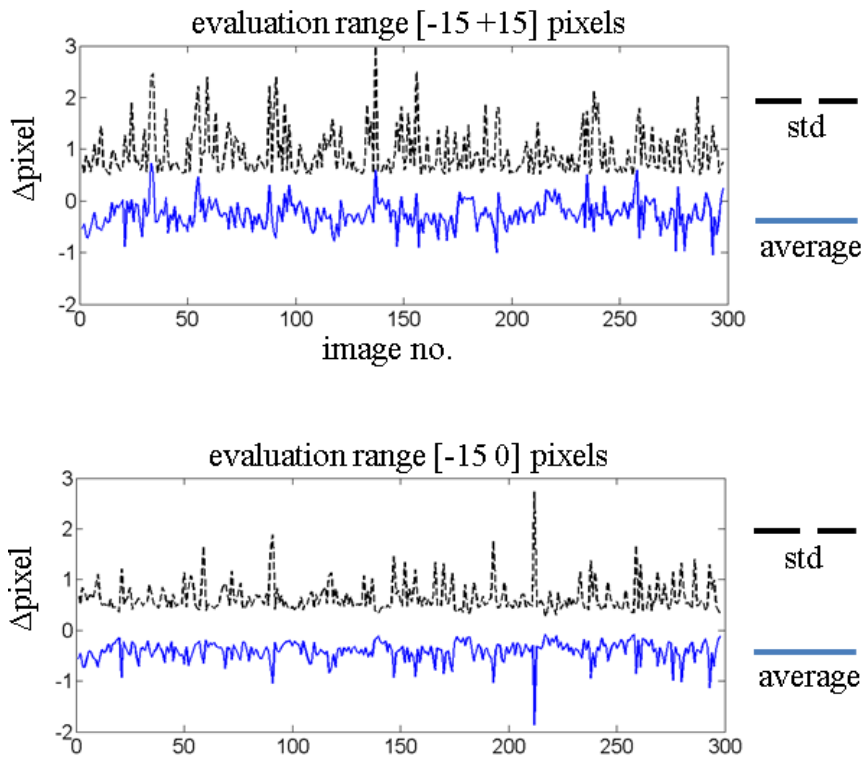 evaluation range [-15 +15] pixels
3
2
1
0
-1
-2
Δpixel
0 50 100 150 200 250 300
image no.
std
average
evaluation range [-15 0] pixels
3
2
1
0
-1
-2
Δpixel
0 50 100 150 200 250 300
std
average